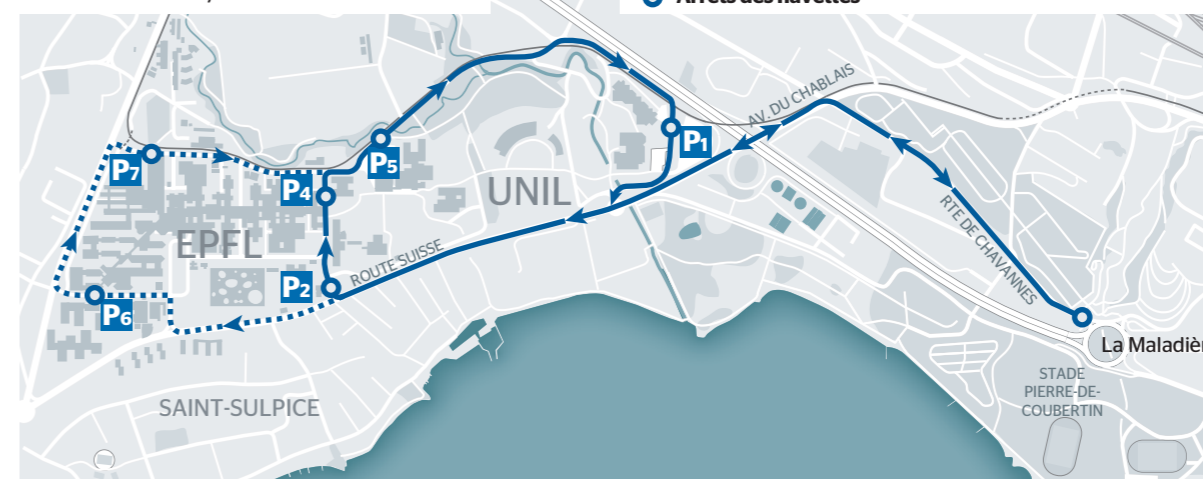 Arrêts des navettes
AV. DU CHABLAIS
P1
P5
P7
P4
UNIL
EPFL
RTE DE CHAVANNES
ROUTE SUISSE
P2
P6
La Maladièr
STADE
PIERRE-DE-
COUBERTIN
SAINT-SULPICE